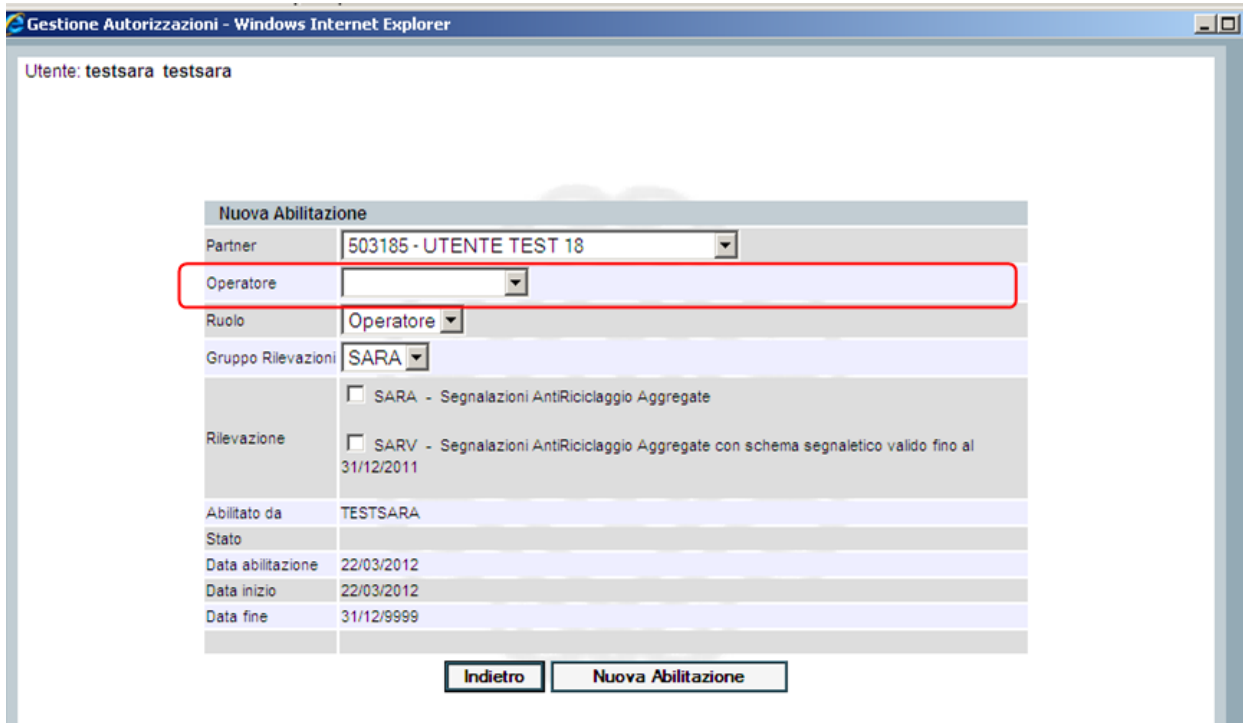 Gestione Autorizzazioni - Windows Internet Explorer
Utente: testsara testsara
Nuova Abilitazione
Partner 503185 - UTENTE TEST 18
Operatore
Ruolo Operatore
Gruppo Rilevazioni SARA
SARA - Segnalazioni AntiRiciclaggio Aggregate
Rilevazione
SARV - Segnalazioni AntiRiciclaggio Aggregate con schema segnaletico valido fino al
31/12/2011
Abilitato da TESTSARA
Stato
Data abilitazione 22/03/2012
Data inizio 22/03/2012
Data fine 31/12/9999
Indietro Nuova Abilitazione